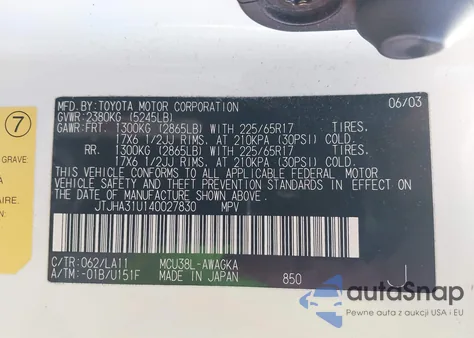 MFD.BY:TOYOTA MOTOR CORPORATION 06/03
GVWR:2380KG (5245LB)
GAWR:FRT. 1300KG (2865LB) WITH 225/65R17 TIRES.
17X6 1/2JJ RIMS. AT 210KPA (30PSI) COLD.
RR. 1300KG (2865LB) WITH 225/65R17 TIRES.
17X6 1/2JJ RIMS. AT 210KPA (30PSI) COLD.
THIS VEHICLE CONFORMS TO ALL APPLICABLE FEDERAL MOTOR
VEHICLE SAFETY AND BUMPER STANDARDS IN EFFECT ON THE
DATE OF MANUFACTURE SHOWN ABOVE.
JTJHA31U140027830 MPV
C/TR:062/LA11 MCU38L-AWAGKA
A/TM:-01B/U151F MADE IN JAPAN 850 J
7
GRAVE
AIRE.
autoSnap
Pewne auta z aukcji USA i EU